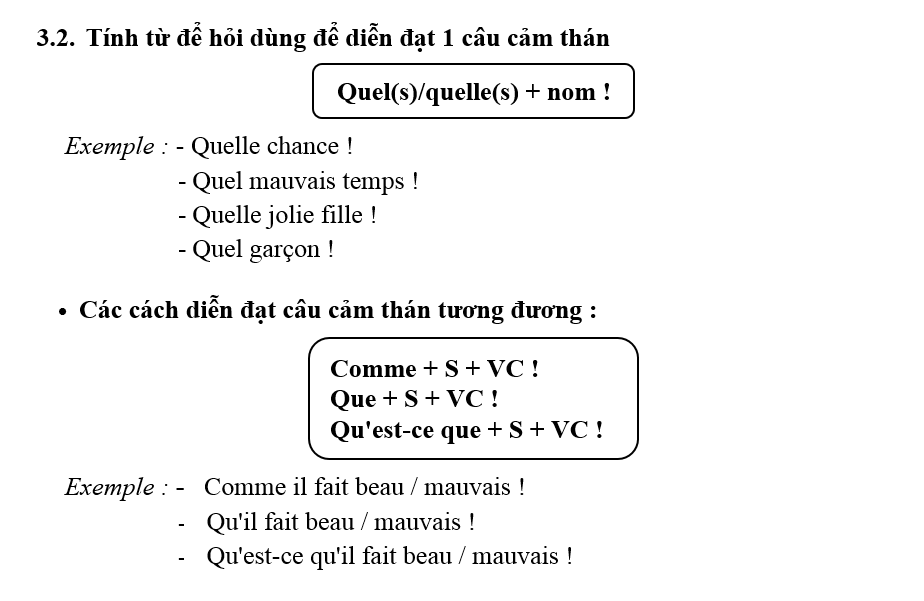 3.2. Tính từ để hỏi dùng để diễn đạt 1 câu cảm thán
Quel(s)/quelle(s) + nom !
Exemple : - Quelle chance !
- Quel mauvais temps !
- Quelle jolie fille !
- Quel garçon !
• Các cách diễn đạt câu cảm thán tương đương :
Comme + S + VC !
Que + S + VC !
Qu'est-ce que + S + VC !
Exemple : - Comme il fait beau / mauvais !
- Qu'il fait beau / mauvais !
- Qu'est-ce qu'il fait beau / mauvais !